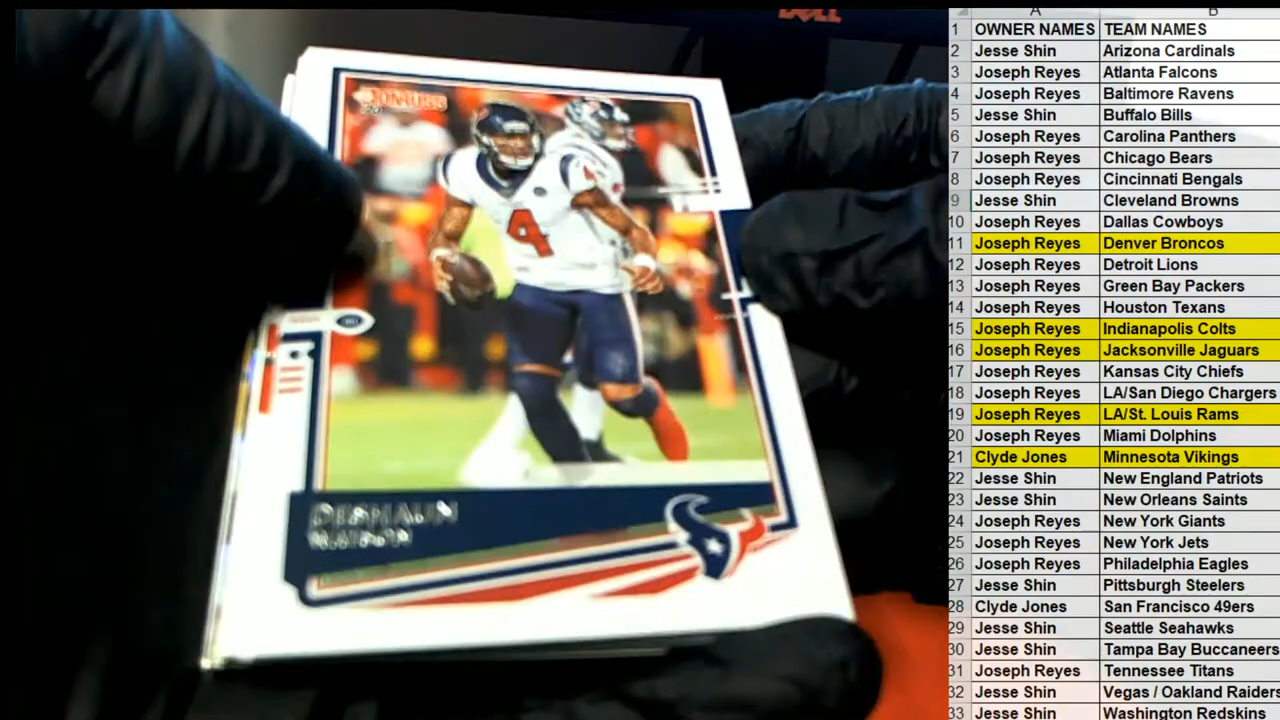 DELL
DONRUSS
4
DESHAUN
WATSON
A B
1 OWNER NAMES TEAM NAMES
2 Jesse Shin Arizona Cardinals
3 Joseph Reyes Atlanta Falcons
4 Joseph Reyes Baltimore Ravens
5 Jesse Shin Buffalo Bills
6 Joseph Reyes Carolina Panthers
7 Joseph Reyes Chicago Bears
8 Joseph Reyes Cincinnati Bengals
9 Jesse Shin Cleveland Browns
10 Joseph Reyes Dallas Cowboys
11 Joseph Reyes Denver Broncos
12 Joseph Reyes Detroit Lions
13 Joseph Reyes Green Bay Packers
14 Joseph Reyes Houston Texans
15 Joseph Reyes Indianapolis Colts
16 Joseph Reyes Jacksonville Jaguars
17 Joseph Reyes Kansas City Chiefs
18 Joseph Reyes LA/San Diego Chargers
19 Joseph Reyes LA/St. Louis Rams
20 Joseph Reyes Miami Dolphins
21 Clyde Jones Minnesota Vikings
22 Jesse Shin New England Patriots
23 Jesse Shin New Orleans Saints
24 Joseph Reyes New York Giants
25 Joseph Reyes New York Jets
26 Joseph Reyes Philadelphia Eagles
27 Jesse Shin Pittsburgh Steelers
28 Clyde Jones San Francisco 49ers
29 Jesse Shin Seattle Seahawks
30 Jesse Shin Tampa Bay Buccaneers
31 Joseph Reyes Tennessee Titans
32 Jesse Shin Vegas / Oakland Raiders
33 Jesse Shin Washington Redskins